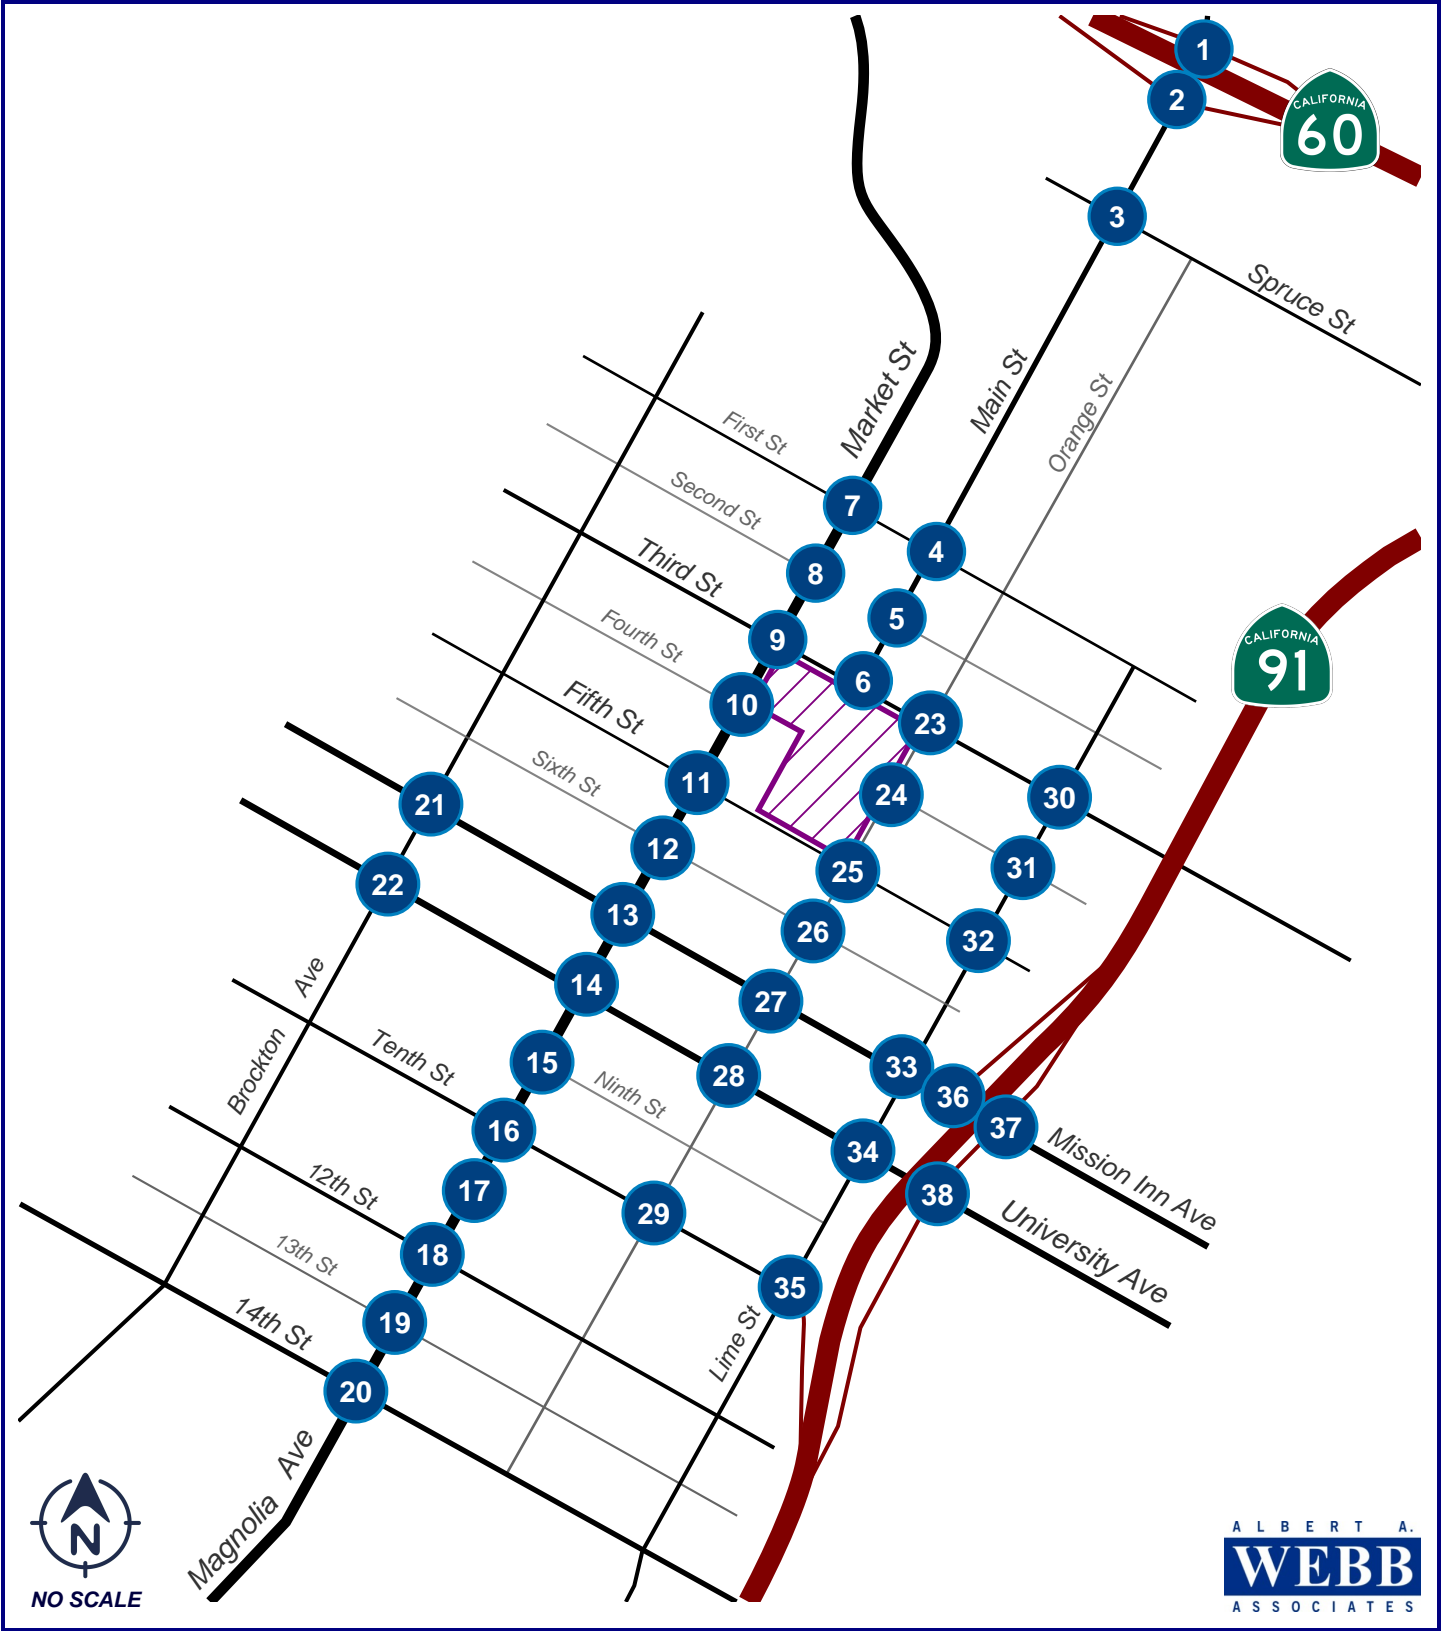 1
2
CALIFORNIA
60
3
Spruce St
Market St
Main St
Orange St
First St
7
Second St
4
8
Third St
5
9
Fourth St
6
CALIFORNIA
91
10
Fifth St
23
11
Sixth St
24
30
21
12
25
31
22
13
26
32
14
27
Ave
15
Tenth St
28
33
Brockton
Ninth St
36
16
37
34
Mission Inn Ave
17
12th St
38
29
University Ave
18
13th St
35
19
14th St
Lime St
20
Ave
Magnolia
N
NO SCALE
ALBERT A.
WEBB
ASSOCIATES